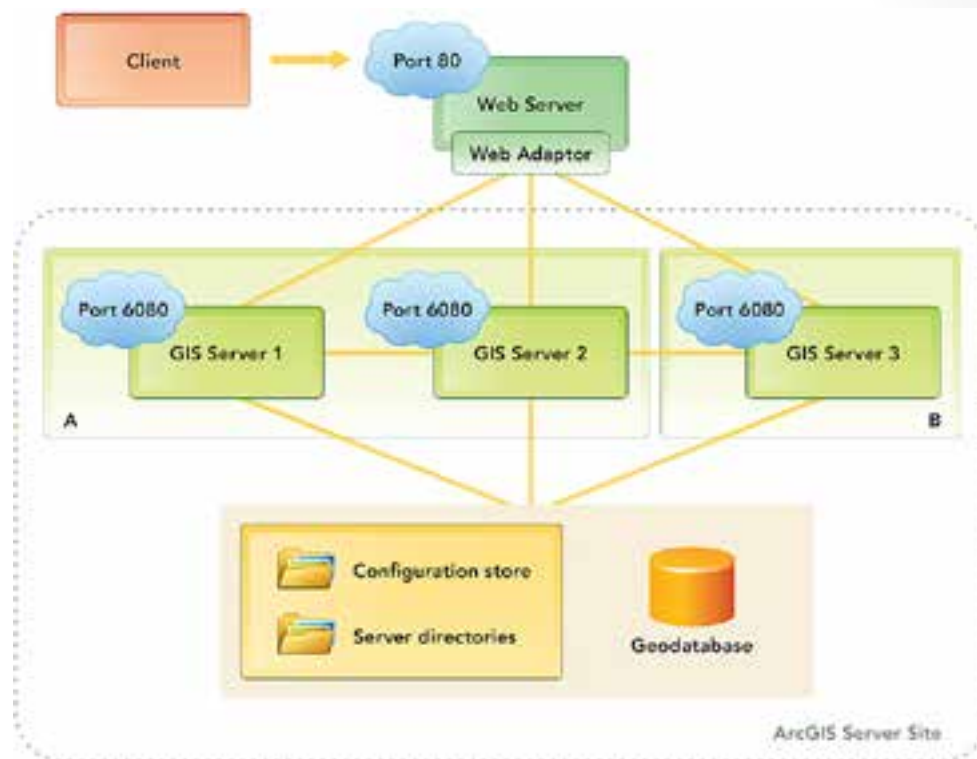 Client
Port 80
Web Server
Web Adaptor
Port 6080
GIS Server 1
Port 6080
GIS Server 2
Port 6080
GIS Server 3
A
B
Configuration store
Server directories
Geodatabase
ArcGIS Server Site